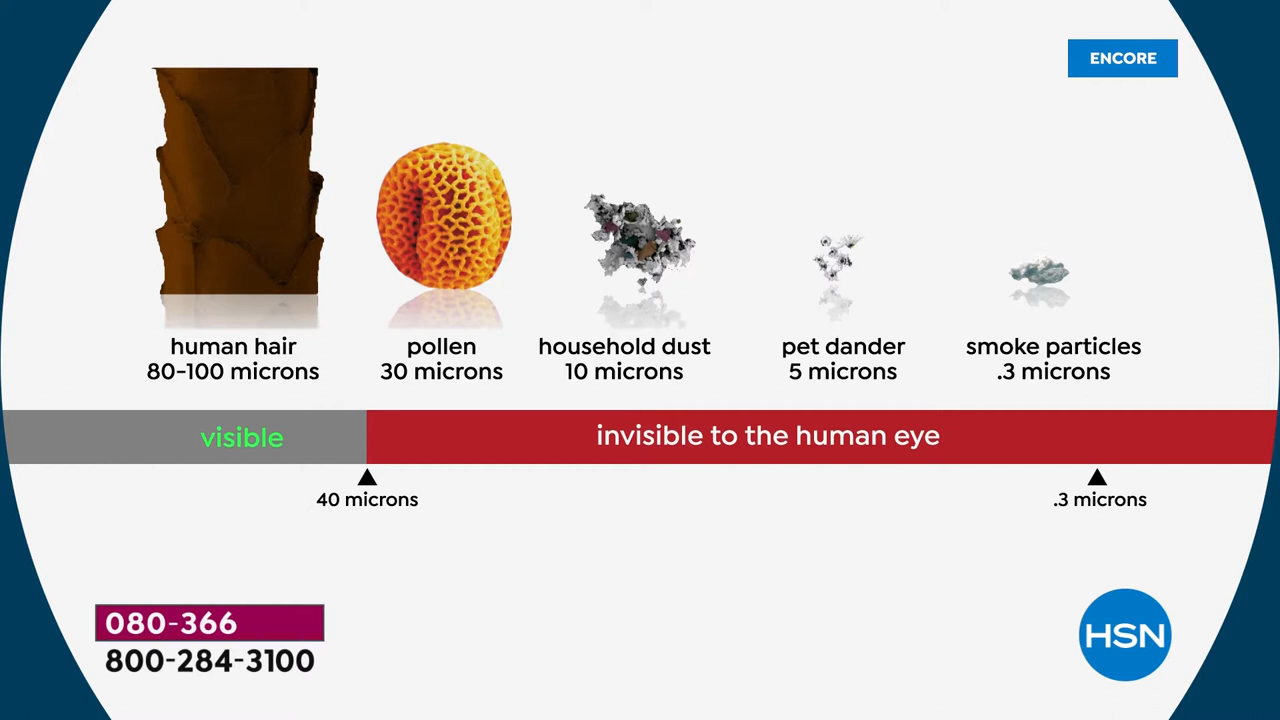 ENCORE
human hair
80-100 microns
pollen
30 microns
household dust
10 microns
pet dander
5 microns
smoke particles
.3 microns
visible
invisible to the human eye
40 microns
.3 microns
080-366
800-284-3100
HSN